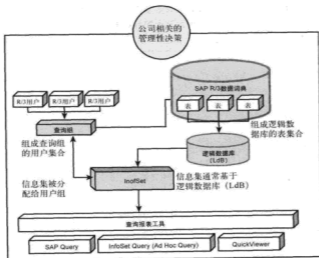 公司相关的
管理性决策
SAP R/3数据词典
R/3用户 R/3用户 R/3用户
表 表 表
查询组
组成查询组
的用户集合
组成逻辑数
据库的表集合
逻辑数据库
(LdB)
信息集被分
配给用户组
InofSet
信息集通常基于
逻辑数据库（LdB）
查询报表工具
SAP Query
InfoSet Query (Ad Hoc Query)
QuickViewer